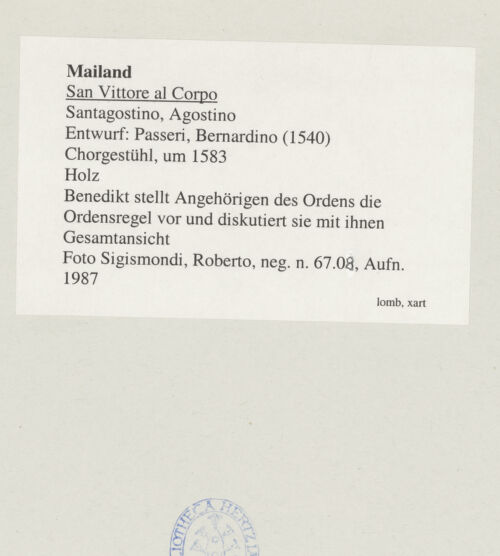 Mailand
San Vittore al Corpo
Santagostino, Agostino
Entwurf: Passeri, Bernardino (1540)
Chorgestühl, um 1583
Holz
Benedikt stellt Angehörigen des Ordens die
Ordensregel vor und diskutiert sie mit ihnen
Gesamtansicht
Foto Sigismondi, Roberto, neg. n. 67.08, Aufn.
1987
lomb, xart
LIOTHECA HERTZI